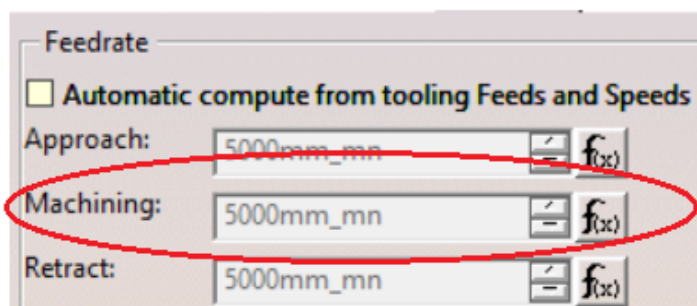 Feedrate
Automatic compute from tooling Feeds and Speeds
Approach: 5000mm_mn f(x)
Machining: 5000mm_mn f(x)
Retract: 5000mm_mn f(x)